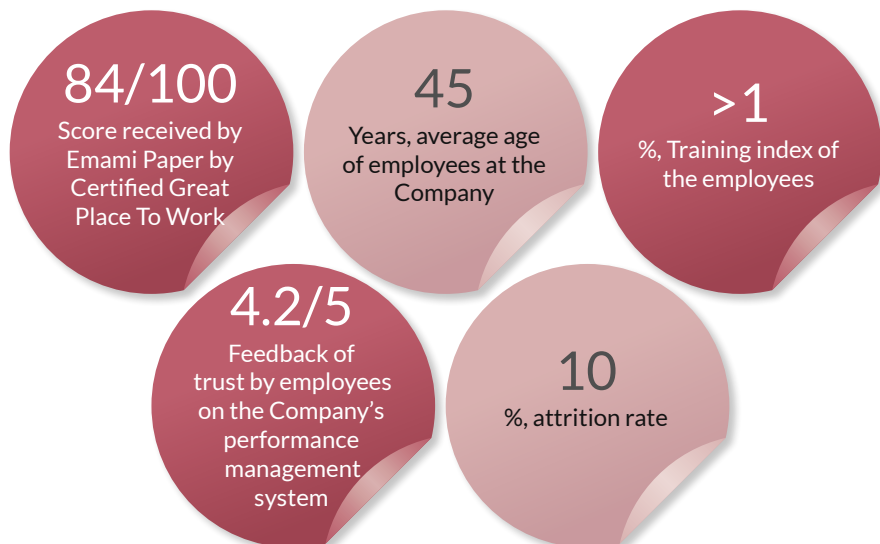 84/100
Score received by
Emami Paper by
Certified Great
Place To Work
45
Years, average age
of employees at the
Company
>1
%, Training index of
the employees
4.2/5
Feedback of
trust by employees
on the Company’s
performance
management
system
10
%, attrition rate